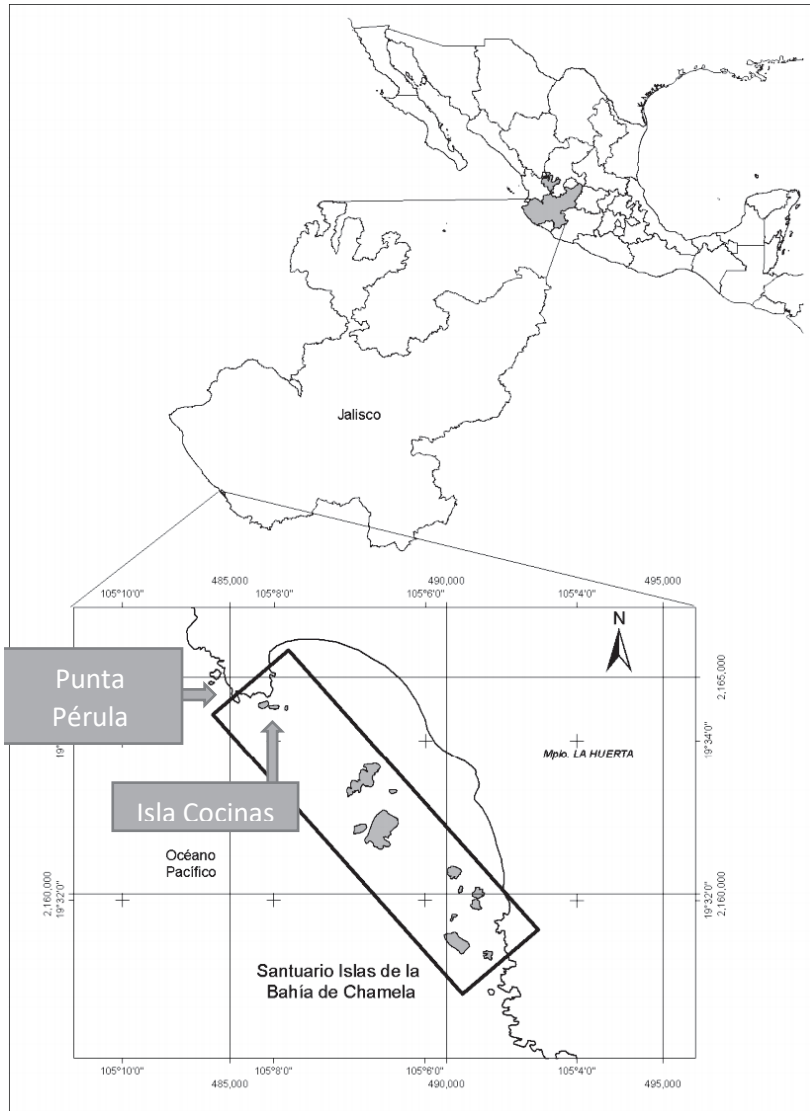 Jalisco
485,000
490,000
495,000
105°10'0"
105°8'0"
105°6'0"
105°4'0"
N
Punta
Pérula
2,165,000
19°
19°34'0"
Mpio. LA HUERTA
Isla Cocinas
Océano
Pacífico
2,160,000
19°32'0"
19°32'0"
2,160,000
Santuario Islas de la
Bahía de Chamela
105°10'0"
105°8'0"
105°6'0"
105°4'0"
485,000
490,000
495,000